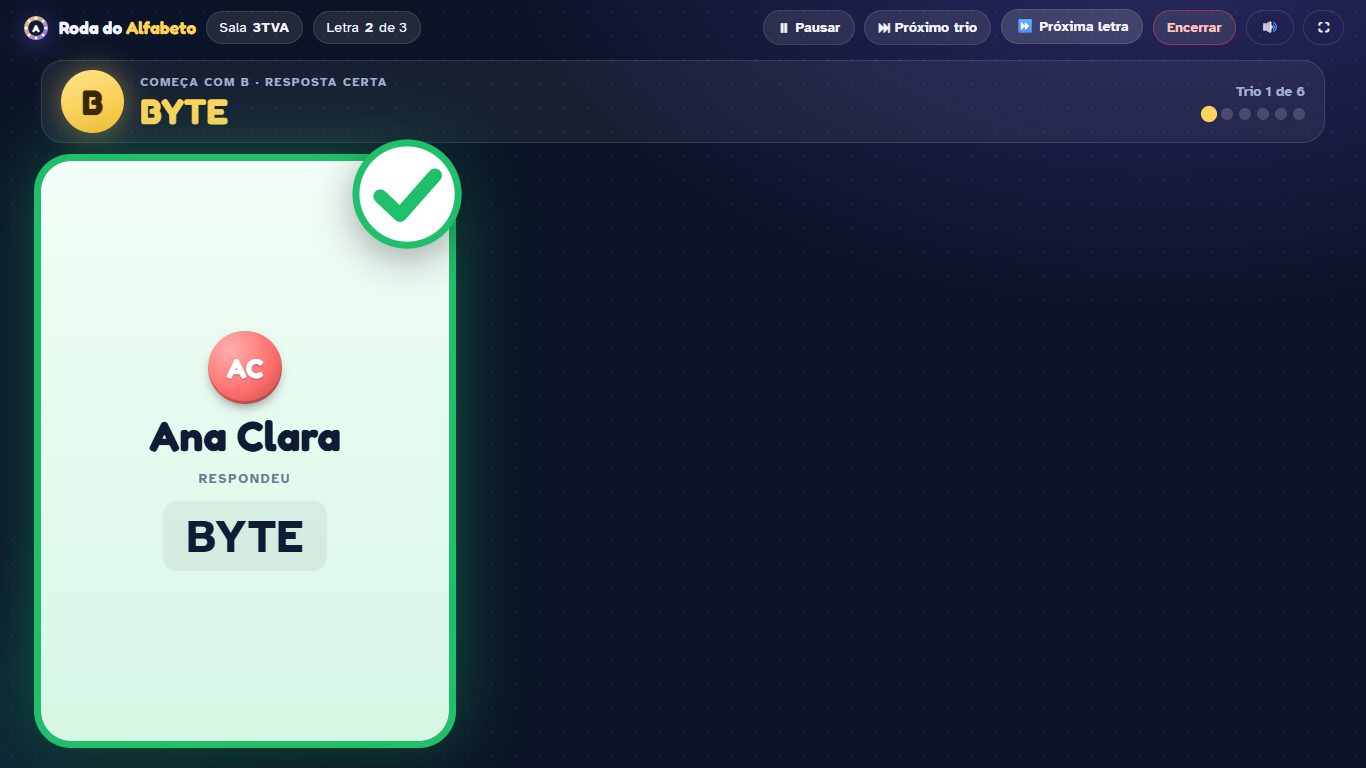 A Roda do Alfabeto Sala 3TVA Letra 2 de 3 Pausar Próximo trio Próxima letra Encerrar
B COMEÇA COM B · RESPOSTA CERTA Trio 1 de 6
BYTE
AC
Ana Clara
RESPONDEU
BYTE